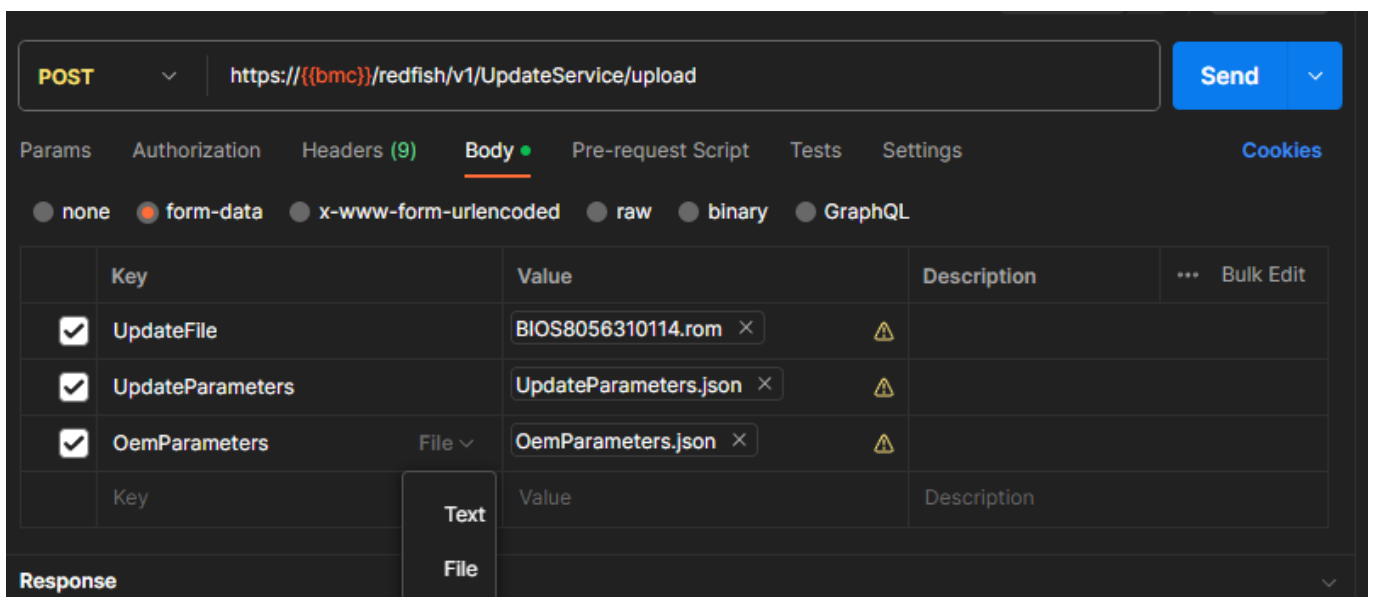 POST https://{{bmc}}/redfish/v1/UpdateService/upload Send
Params Authorization Headers (9) Body Pre-request Script Tests Settings Cookies
none form-data x-www-form-urlencoded raw binary GraphQL
Key Value Description ••• Bulk Edit
UpdateFile BIOS8056310114.rom
UpdateParameters UpdateParameters.json
OemParameters File OemParameters.json
Key Value Description
Text
File
Response